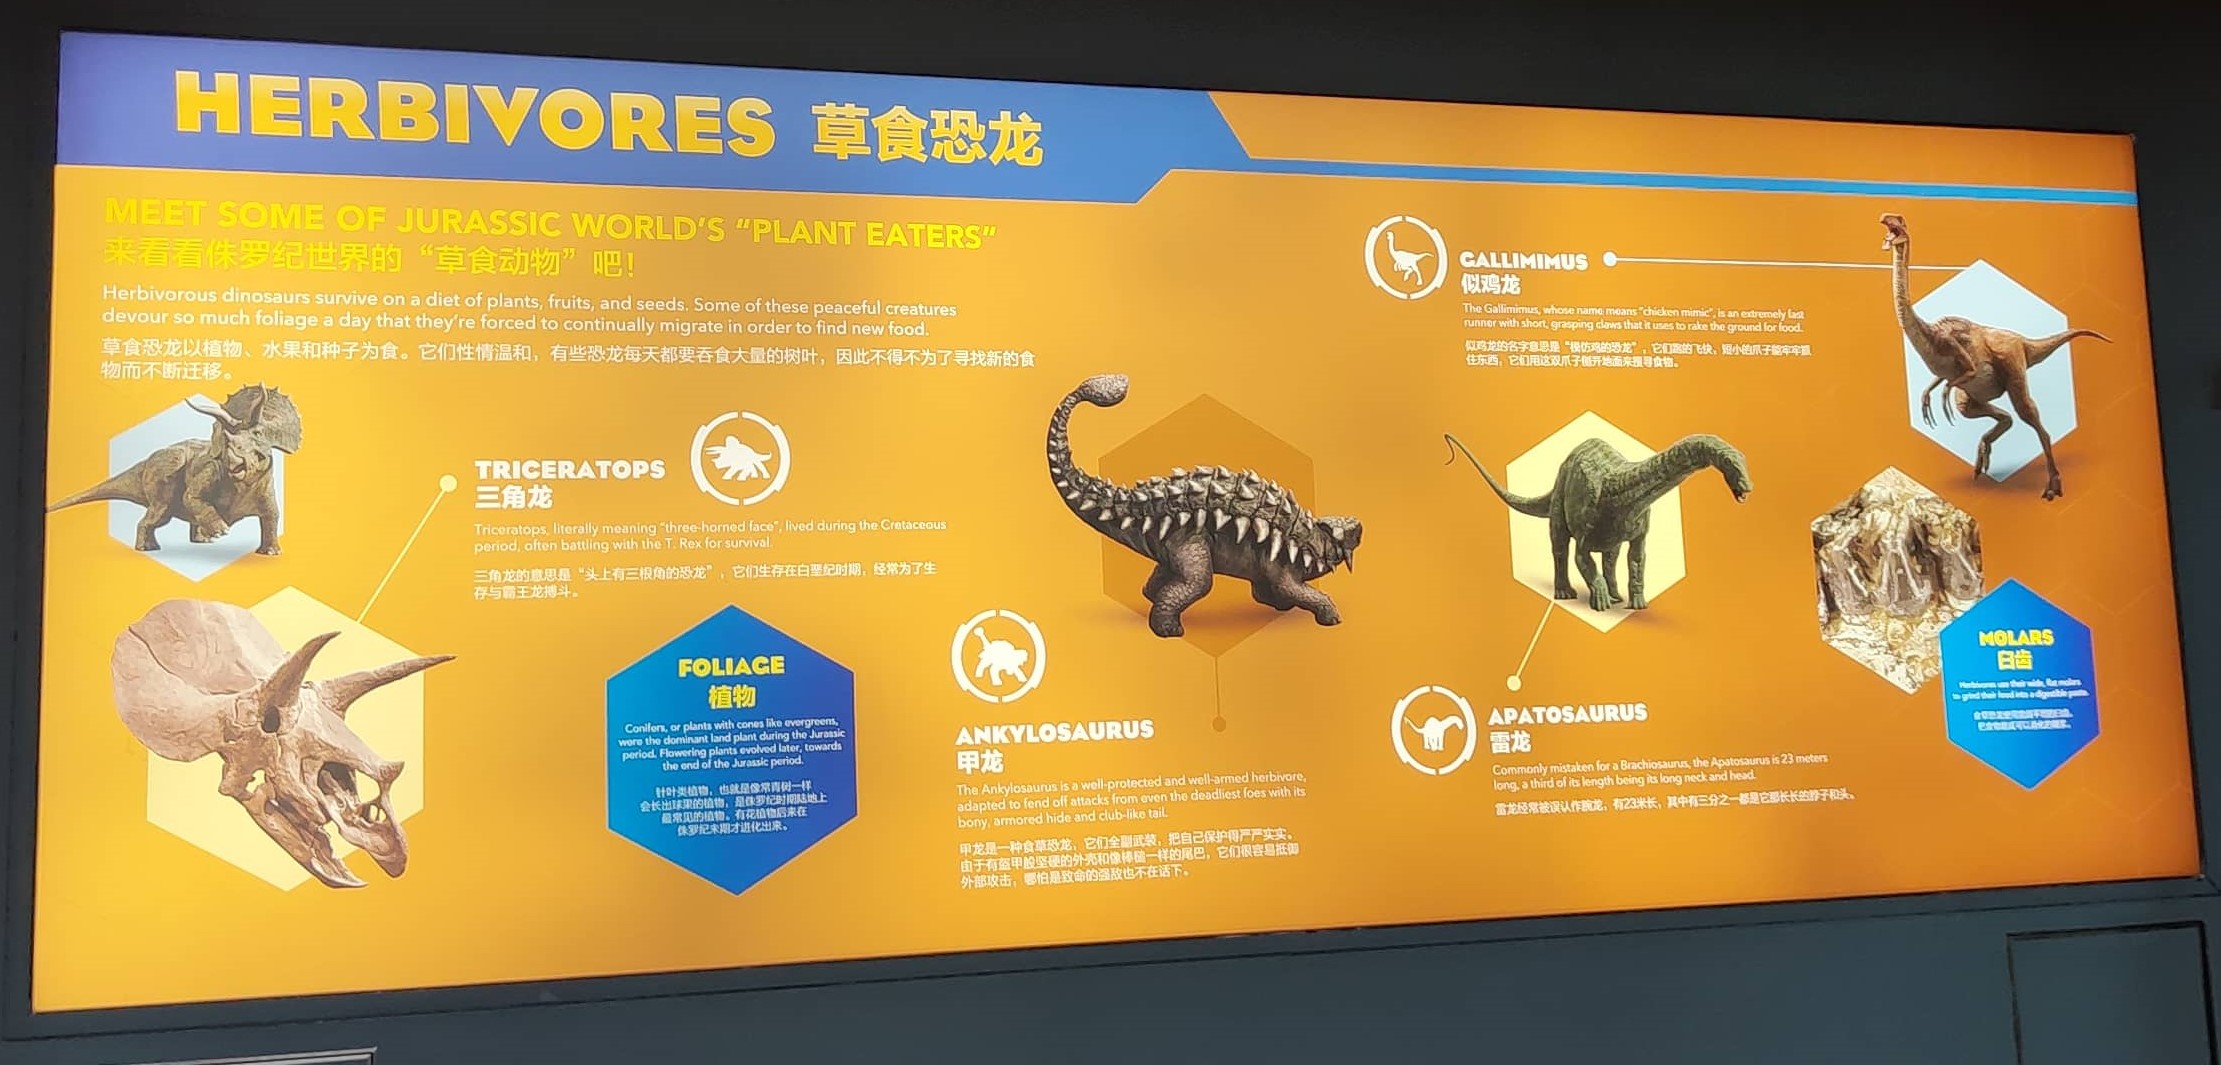 HERBIVORES 草食恐龙
MEET SOME OF JURASSIC WORLD'S "PLANT EATERS"
来看看侏罗纪世界的“草食动物”吧!
Herbivorous dinosaurs survive on a diet of plants, fruits, and seeds. Some of these peaceful creatures
devour so much foliage a day that they're forced to continually migrate in order to find new food.
草食恐龙以植物、水果和种子为食。它们性情温和，有些恐龙每天都要吞食大量的树叶，因此不得不为了寻找新的食
物而不断迁移。
TRICERATOPS
三角龙
Triceratops, literally meaning "three-horned face", lived during the Cretaceous
period, often battling with the T. Rex for survival.
三角龙的意思是“头上有三根角的恐龙”，它们生存在白垩纪时期，经常为了生
存与霸王龙搏斗。
FOLIAGE
植物
Conifers, or plants with cones like evergreens,
were the dominant land plant during the Jurassic
period. Flowering plants evolved later, towards
the end of the Jurassic period.
针叶类植物，也就是像常青树一样
会长出球果的植物，是侏罗纪时期陆地上
最常见的植物。有花植物后来在
侏罗纪末期才进化出来。
ANKYLOSAURUS
甲龙
The Ankylosaurus is a well-protected and well-armed herbivore,
adapted to fend off attacks from even the deadliest foes with its
bony, armored hide and club-like tail.
甲龙是一种食草恐龙，它们全副武装，把自己保护得严严实实。
由于有盔甲般坚硬的外壳和像棒槌一样的尾巴，它们很容易抵御
外部攻击，哪怕是致命的强敌也不在话下。
GALLIMIMUS
似鸡龙
The Gallimimus, whose name means "chicken mimic", is an extremely fast
runner with short, grasping claws that it uses to rake the ground for food.
似鸡龙的名字意思是“模仿鸡的恐龙”，它们跑的飞快，短小的爪子能牢牢抓
住东西，它们用这双爪子刨开地面来搜寻食物。
APATOSAURUS
雷龙
Commonly mistaken for a Brachiosaurus, the Apatosaurus is 23 meters
long, a third of its length being its long neck and head.
雷龙经常被误认作腕龙，有23米长，其中有三分之一都是它那长长的脖子和头。
MOLARS
臼齿
Herbivores use their wide, flat molars
to grind their food into a digestible paste.